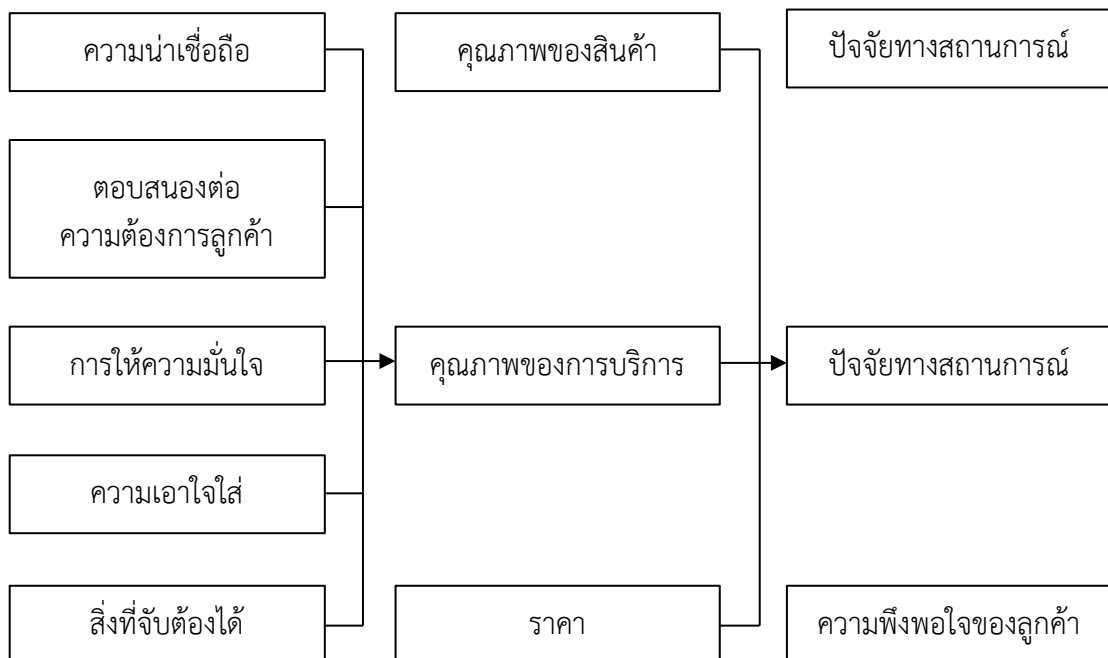 ความน่าเชื่อถือ
คุณภาพของสินค้า
ปัจจัยทางสถานการณ์
ตอบสนองต่อ
ความต้องการลูกค้า
การให้ความมั่นใจ
คุณภาพของการบริการ
ปัจจัยทางสถานการณ์
ความเอาใจใส่
สิ่งที่จับต้องได้
ราคา
ความพึงพอใจของลูกค้า